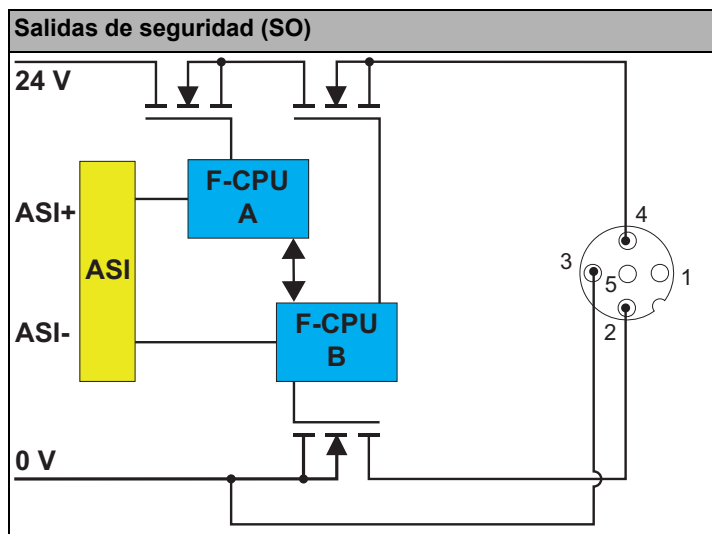 Salidas de seguridad (SO)
24 V
F-CPU
A
ASI+
ASI
ASI-
F-CPU
B
0 V
4
3
5
1
2